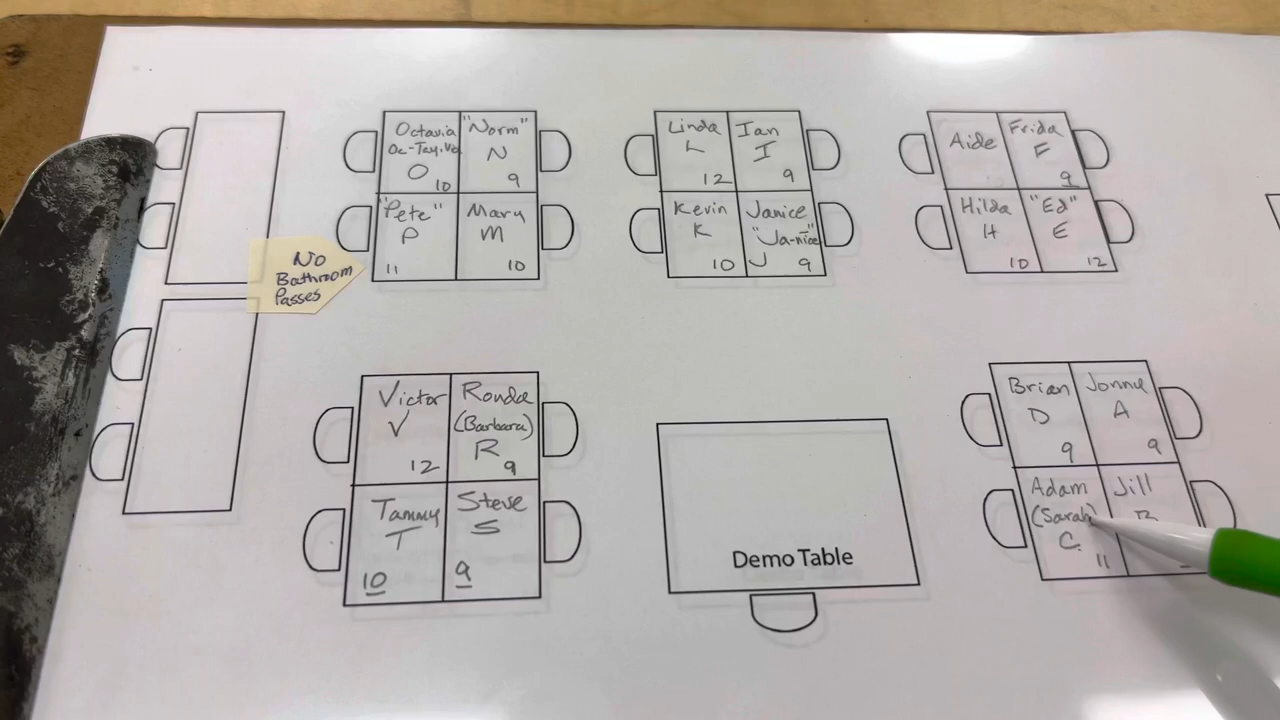 Octavia
Oc-Tay.Va
O
10
"Norm"
N
9
"Pete"
P
11
Mary
M
10
No
Bathroom
Passes
Linda
L
12
Ian
I
9
Kevin
K
10
Janice
"Ja-niece
J 9
Aide
Frida
F
9
Hilda
H
10
"Ed"
E
12
Victor
V
12
Ronda
(Barbara)
R
9
Tammy
T
10
Steve
S
9
Demo Table
Brian
D
9
Jonny
A
9
Adam
(Sarah)
C
11
Jill